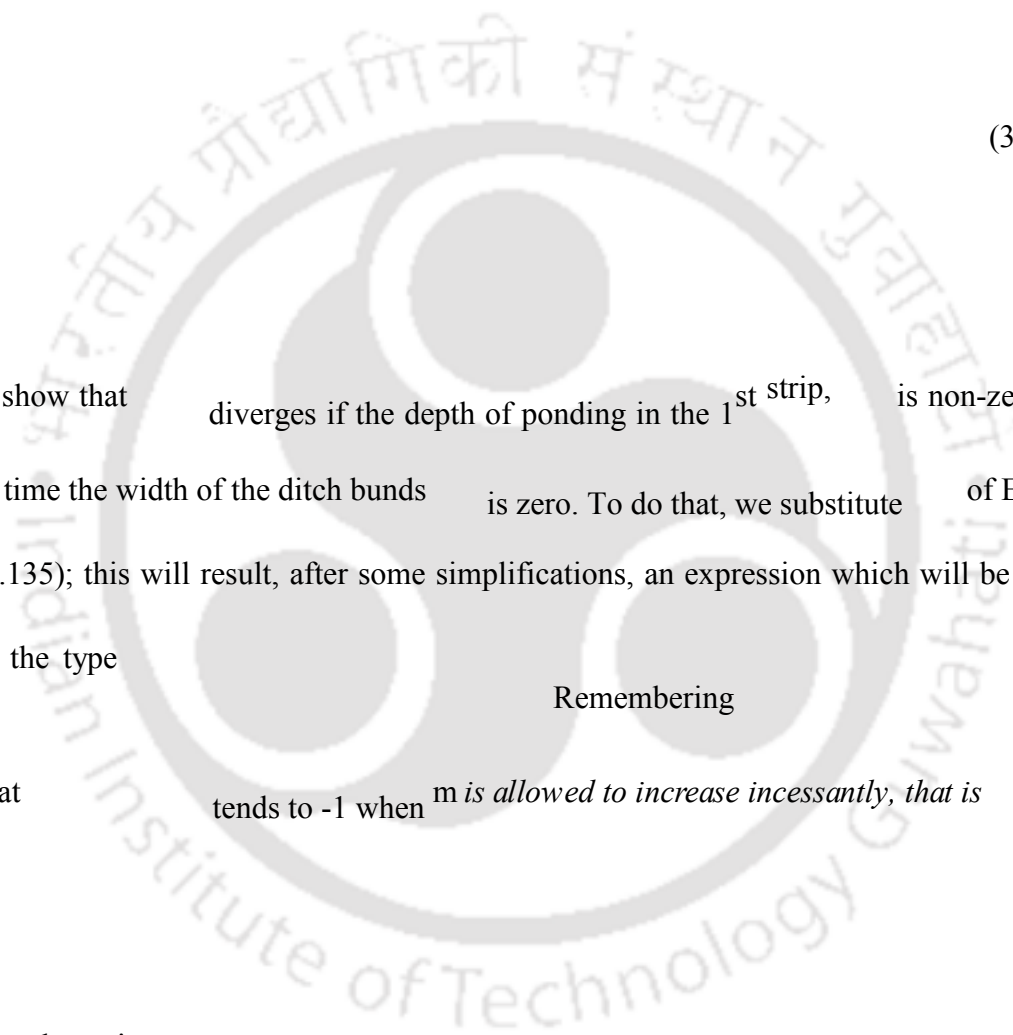 भारतीय प्रौद्योगिकी संस्थान गुवाहाटी
(3
show that diverges if the depth of ponding in the 1st strip, is non-ze
time the width of the ditch bunds is zero. To do that, we substitute of E
.135); this will result, after some simplifications, an expression which will be
the type
Remembering
at tends to -1 when m is allowed to increase incessantly, that is
Indian Institute of Technology Guwahati